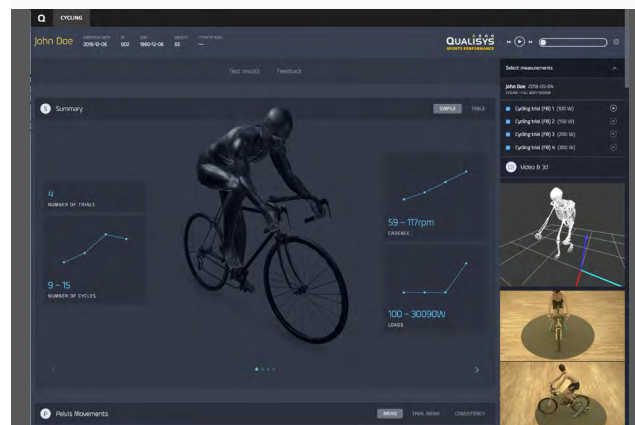 Q CYCLING
John Doe
2016-12-06 002 1980-12-06 55 —
QUALISYS
SPORTS PERFORMANCE
Test results Feedback
S Summary SIMPLE TABLE
4
NUMBER OF TRIALS
9 – 15
NUMBER OF CYCLES
59 – 117rpm
CADENCE
100 – 30090W
LOADS
P Pelvis Movements MEAN TRIAL MEAN CONSISTENCY
Select measurements
John Doe 2016-05-04
Cycling trial (FB) 1 (100 W)
Cycling trial (FB) 2 (150 W)
Cycling trial (FB) 3 (200 W)
Cycling trial (FB) 4 (300 W)
Video & 3d